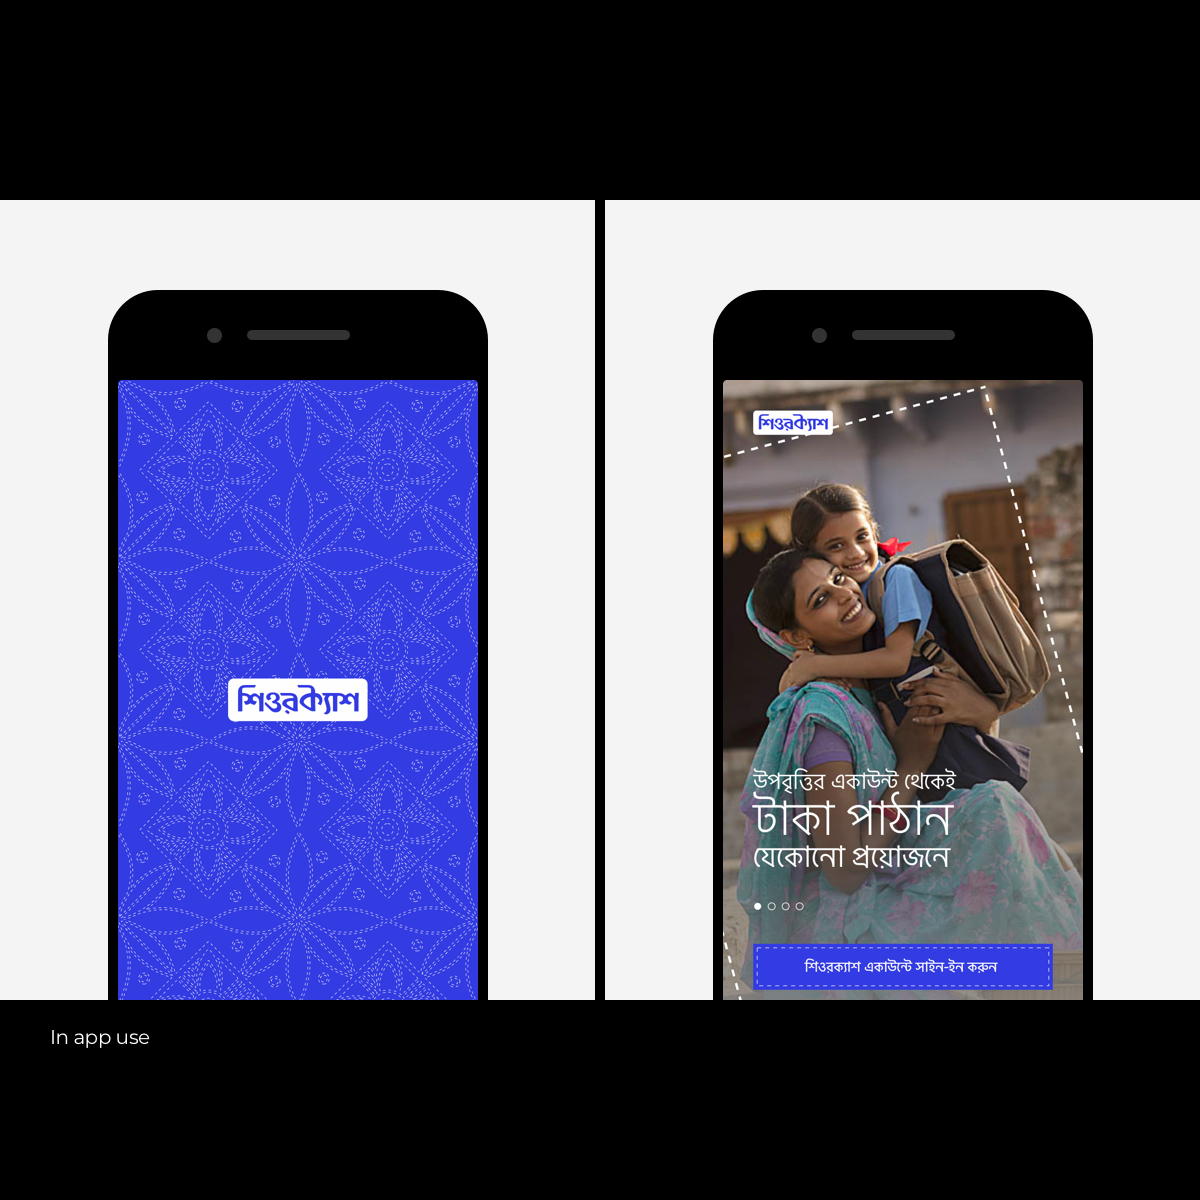 শিওরক্যাশ
শিওরক্যাশ
উপবৃত্তির একাউন্ট থেকেই
টাকা পাঠান
যেকোনো প্রয়োজনে
শিওরক্যাশ একাউন্টে সাইন-ইন করুন
In app use